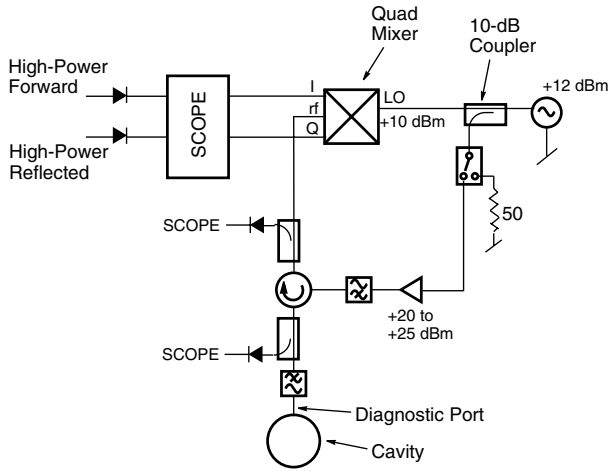 Quad
Mixer
10-dB
Coupler
High-Power
Forward
SCOPE
I
rf
Q
LO
+10 dBm
+12 dBm
High-Power
Reflected
50
SCOPE
+20 to
+25 dBm
SCOPE
Diagnostic Port
Cavity